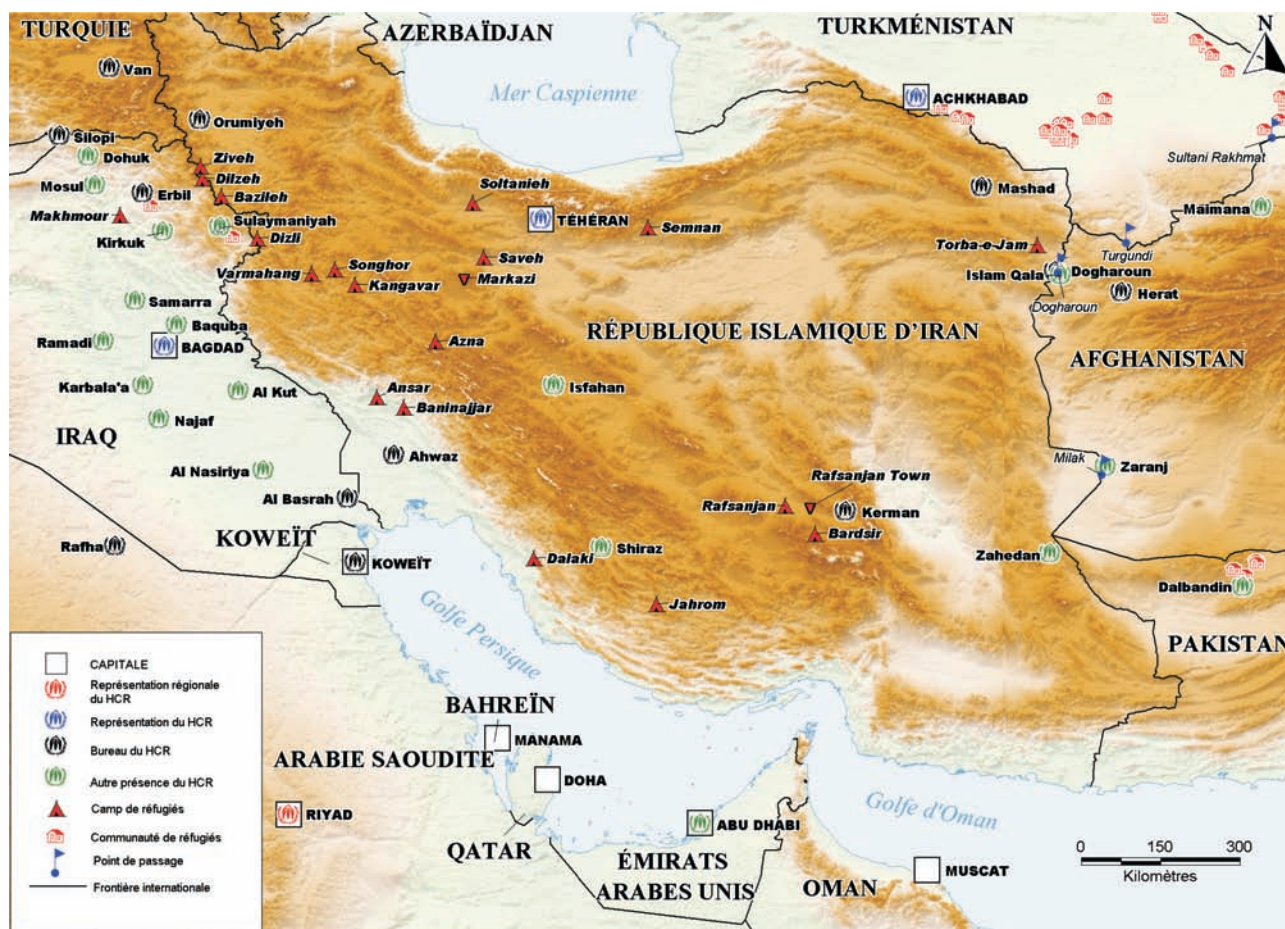 TURQUIE
AZERBAÏDJAN
TURKMÉNISTAN
N
Van
Mer Caspienne
ACHKHABAD
Orumiyeh
Silopi
Dohuk
Ziveh
Dilzeh
Mosul
Erbil
Bazileh
Soltanieh
Mashad
Sultani Rakhmat
Maimana
Makhmour
Sulaymaniyah
TÉHÉRAN
Semnan
Kirkuk
Dizli
Torba-e-Jam
Turgundi
Varmahang
Songhor
Saveh
Islam Qala
Dogharoun
Kangavar
Markazi
Herat
Samarra
Dogharoun
Baquba
RÉPUBLIQUE ISLAMIQUE D'IRAN
Ramadi
BAGDAD
Azna
AFGHANISTAN
Karbala'a
Al Kut
Ansar
Isfahan
Baninajjar
Najaf
IRAQ
Ahwaz
Al Nasiriya
Milak
Zaranj
Rafsanjan Town
Al Basrah
Rafsanjan
Kerman
Bardsir
KOWEÏT
Rafha
KOWEÏT
Dalaki
Shiraz
Zahedan
Dalbandin
Jahrom
Golfe Persique
PAKISTAN
BAHREÏN
MANAMA
ARABIE SAOUDITE
DOHA
RIYAD
ABU DHABI
Golfe d'Oman
QATAR
ÉMIRATS
ARABES UNIS
OMAN
MUSCAT
0 150 300
Kilomètres
CAPITALE
Représentation régionale
du HCR
Représentation du HCR
Bureau du HCR
Autre présence du HCR
Camp de réfugiés
Communauté de réfugiés
Point de passage
Frontière internationale